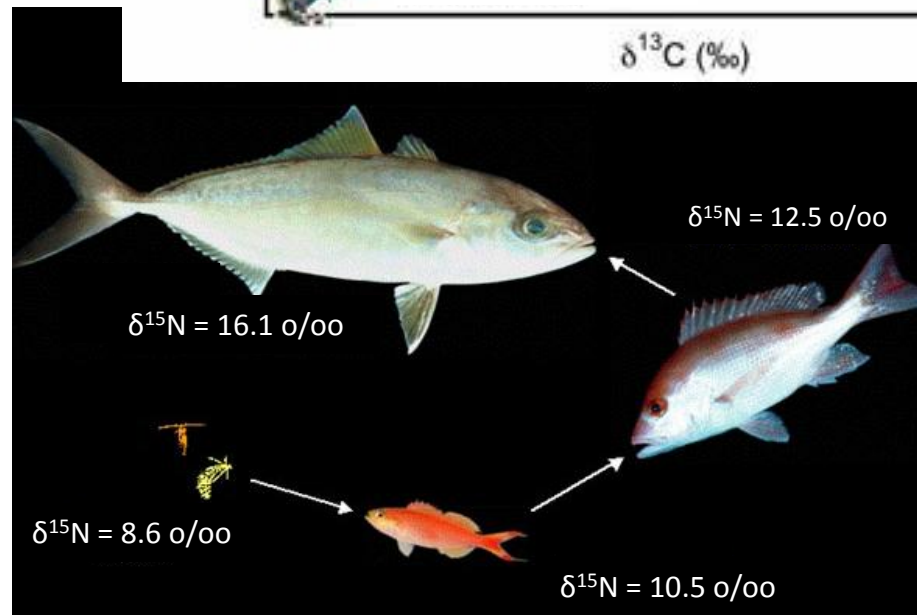 δ¹³C (‰)
δ¹⁵N = 12.5 o/oo
δ¹⁵N = 16.1 o/oo
δ¹⁵N = 8.6 o/oo
δ¹⁵N = 10.5 o/oo